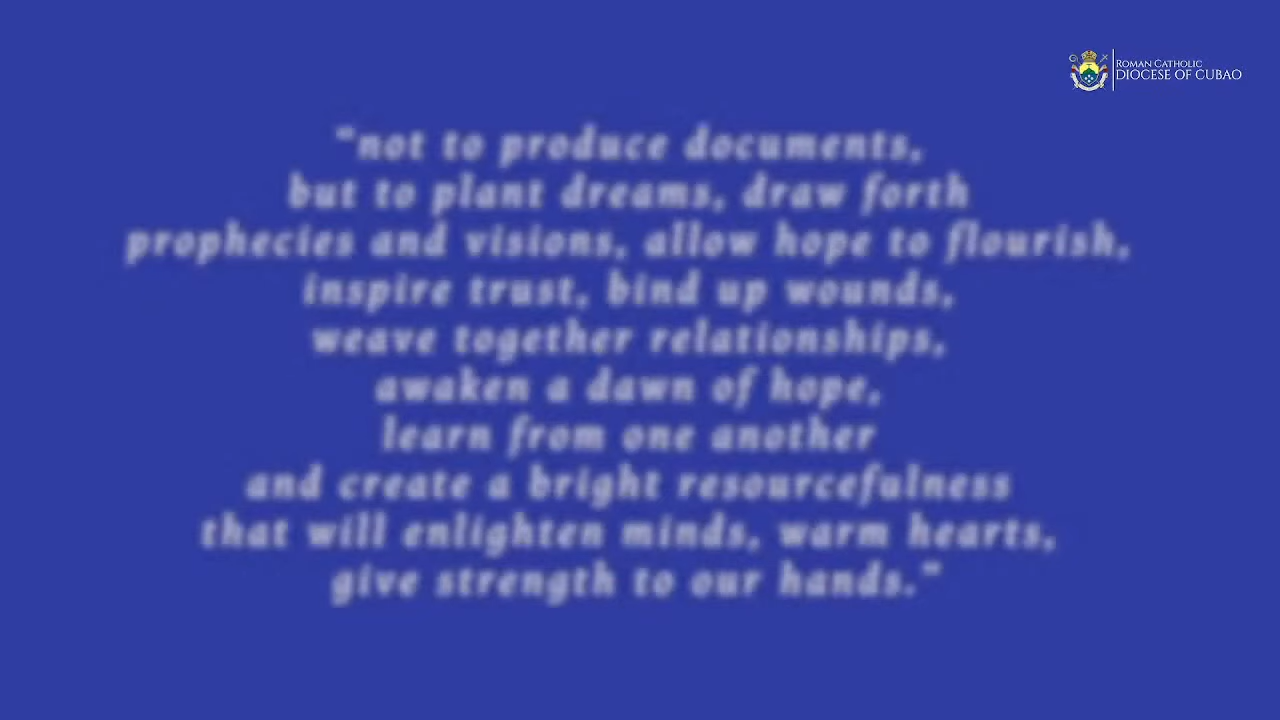 ROMAN CATHOLIC
DIOCESE OF CUBAO
"not to produce documents,
but to plant dreams, draw forth
prophecies and visions, allow hope to flourish,
inspire trust, bind up wounds,
weave together relationships,
awaken a dawn of hope,
learn from one another
and create a bright resourcefulness
that will enlighten minds, warm hearts,
give strength to our hands."